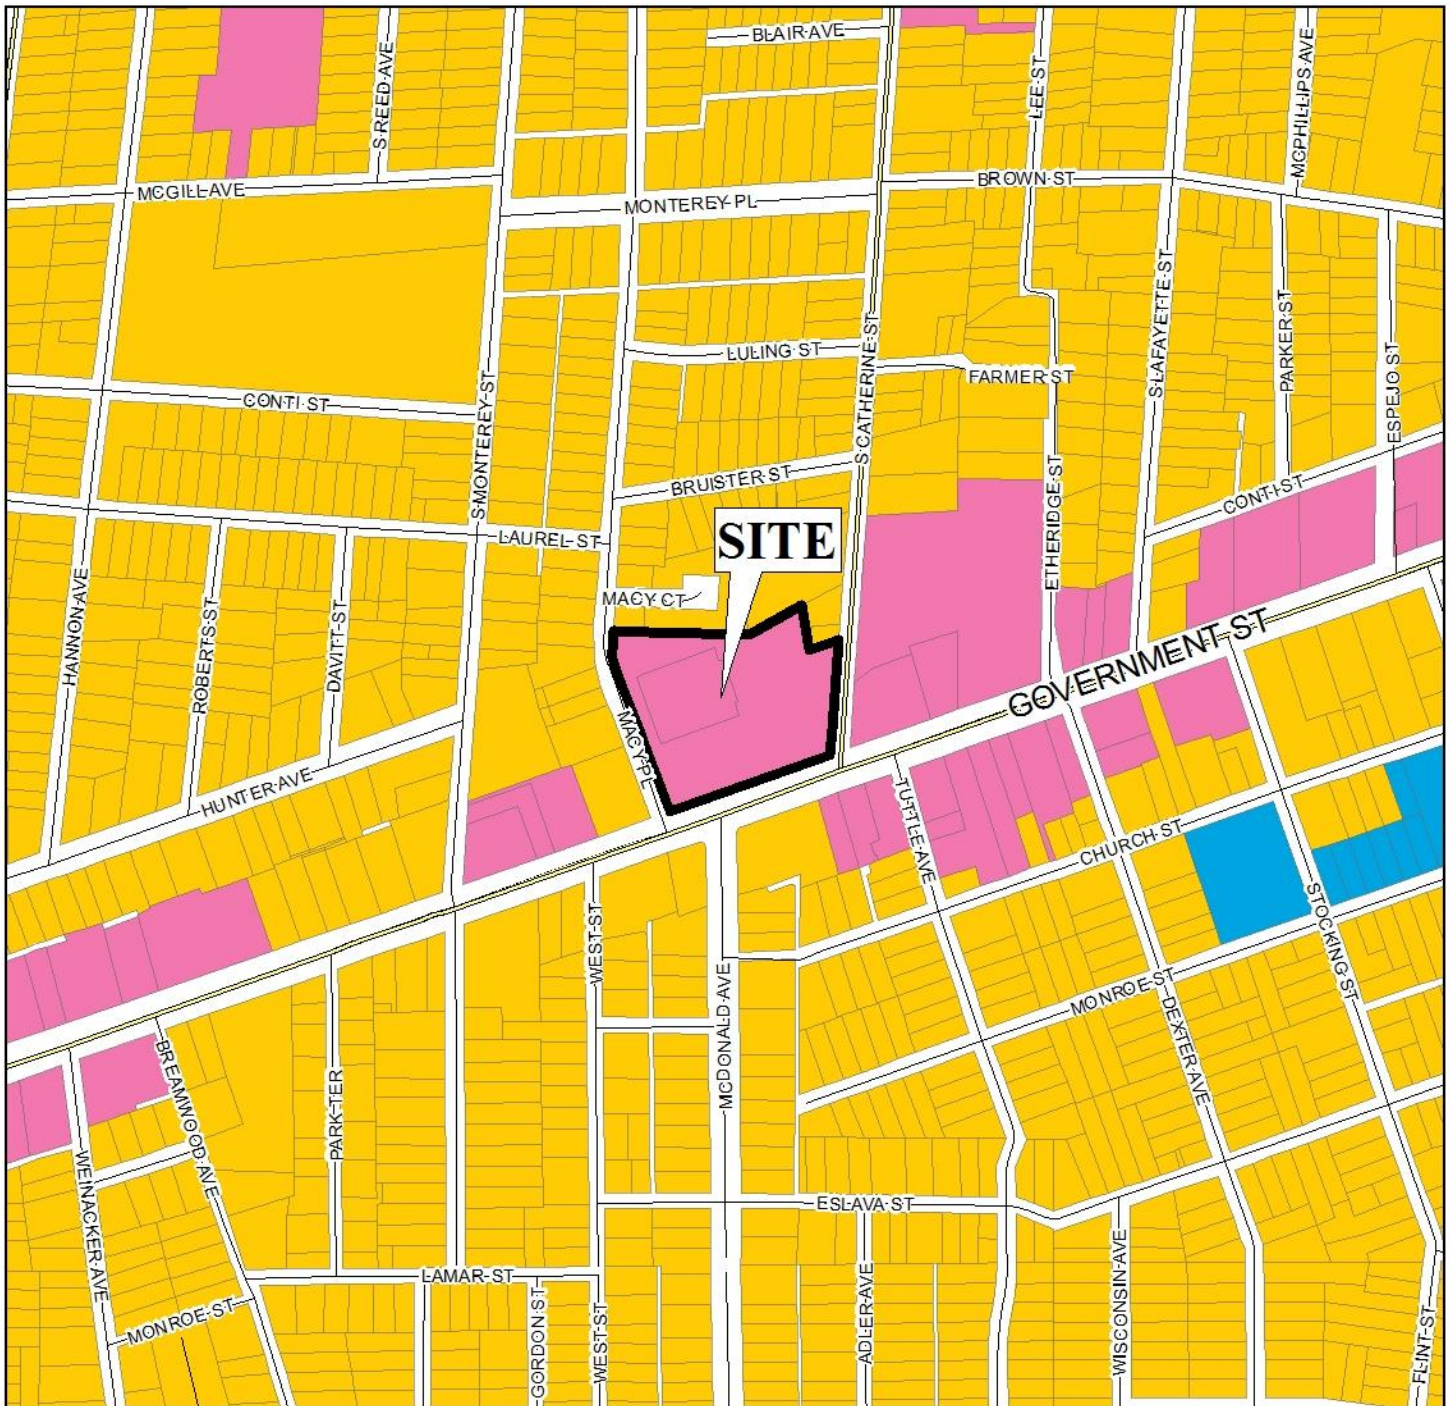 BLAIR AVE
S REED AVE
LEE ST
MCPHILLIPS AVE
MCGILL AVE
BROWN ST
MONTEREY PL
S LAFAYETTE ST
PARKER ST
ESPEJO ST
S CATHERINE ST
LULING ST
FARMER ST
CONTI ST
S MONTEREY ST
BRUISTER ST
CONTI ST
ETHERIDGE ST
SITE
LAUREL ST
HANNON AVE
ROBERTS ST
DAVITT ST
MACY CT
GOVERNMENT ST
MACY PL
HUNTER AVE
TUTTLE AVE
CHURCH ST
STOCKING ST
WEST ST
MCDONALD AVE
MONROE ST
DEXTER AVE
BREAMWOOD AVE
PARK TER
WEINACKER AVE
ESLAVA ST
LAMAR ST
MONROE ST
GORDON ST
WEST ST
ADLER AVE
WISCONSIN AVE
FLINT ST